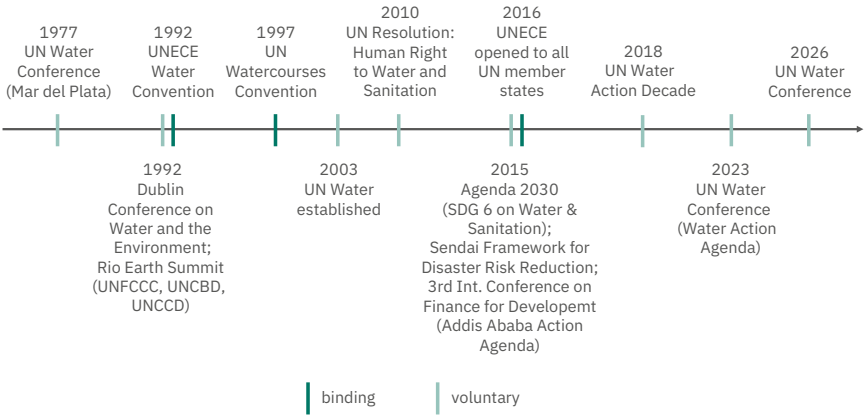 1977
UN Water
Conference
(Mar del Plata)
1992
UNECE
Water
Convention
1997
UN
Watercourses
Convention
2010
UN Resolution:
Human Right
to Water and
Sanitation
2016
UNECE
opened to all
UN member
states
2018
UN Water
Action Decade
2026
UN Water
Conference
1992
Dublin
Conference on
Water and the
Environment;
Rio Earth Summit
(UNFCCC, UNCBD,
UNCCD)
2003
UN Water
established
2015
Agenda 2030
(SDG 6 on Water &
Sanitation);
Sendai Framework for
Disaster Risk Reduction;
3rd Int. Conference on
Finance for Developemt
(Addis Ababa Action
Agenda)
2023
UN Water
Conference
(Water Action
Agenda)
binding
voluntary